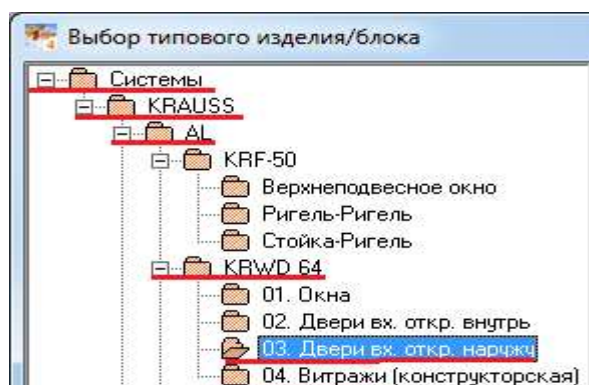 Выбор типового изделия/блока
Системы
KRAUSS
AL
KRF-50
Верхнеподвесное окно
Ригель-Ригель
Стойка-Ригель
KRWD 64
01. Окна
02. Двери вх. откр. внутрь
03. Двери вх. откр. наружу
04. Витражи (конструкторская)